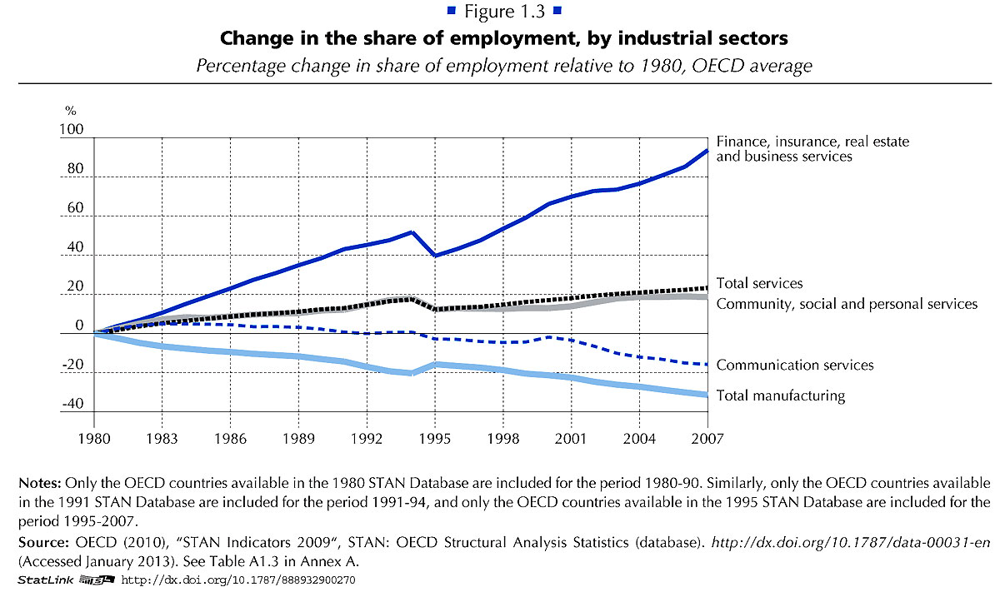 Figure 1.3
Change in the share of employment, by industrial sectors
Percentage change in share of employment relative to 1980, OECD average
%
100
80
60
40
20
0
-20
-40
Finance, insurance, real estate
and business services
Total services
Community, social and personal services
Communication services
Total manufacturing
1980 1983 1986 1989 1992 1995 1998 2001 2004 2007
Notes: Only the OECD countries available in the 1980 STAN Database are included for the period 1980-90. Similarly, only the OECD countries available
in the 1991 STAN Database are included for the period 1991-94, and only the OECD countries available in the 1995 STAN Database are included for the
period 1995-2007.
Source: OECD (2010), “STAN Indicators 2009“, STAN: OECD Structural Analysis Statistics (database). http://dx.doi.org/10.1787/data-00031-en
(Accessed January 2013). See Table A1.3 in Annex A.
StatLink http://dx.doi.org/10.1787/888932900270